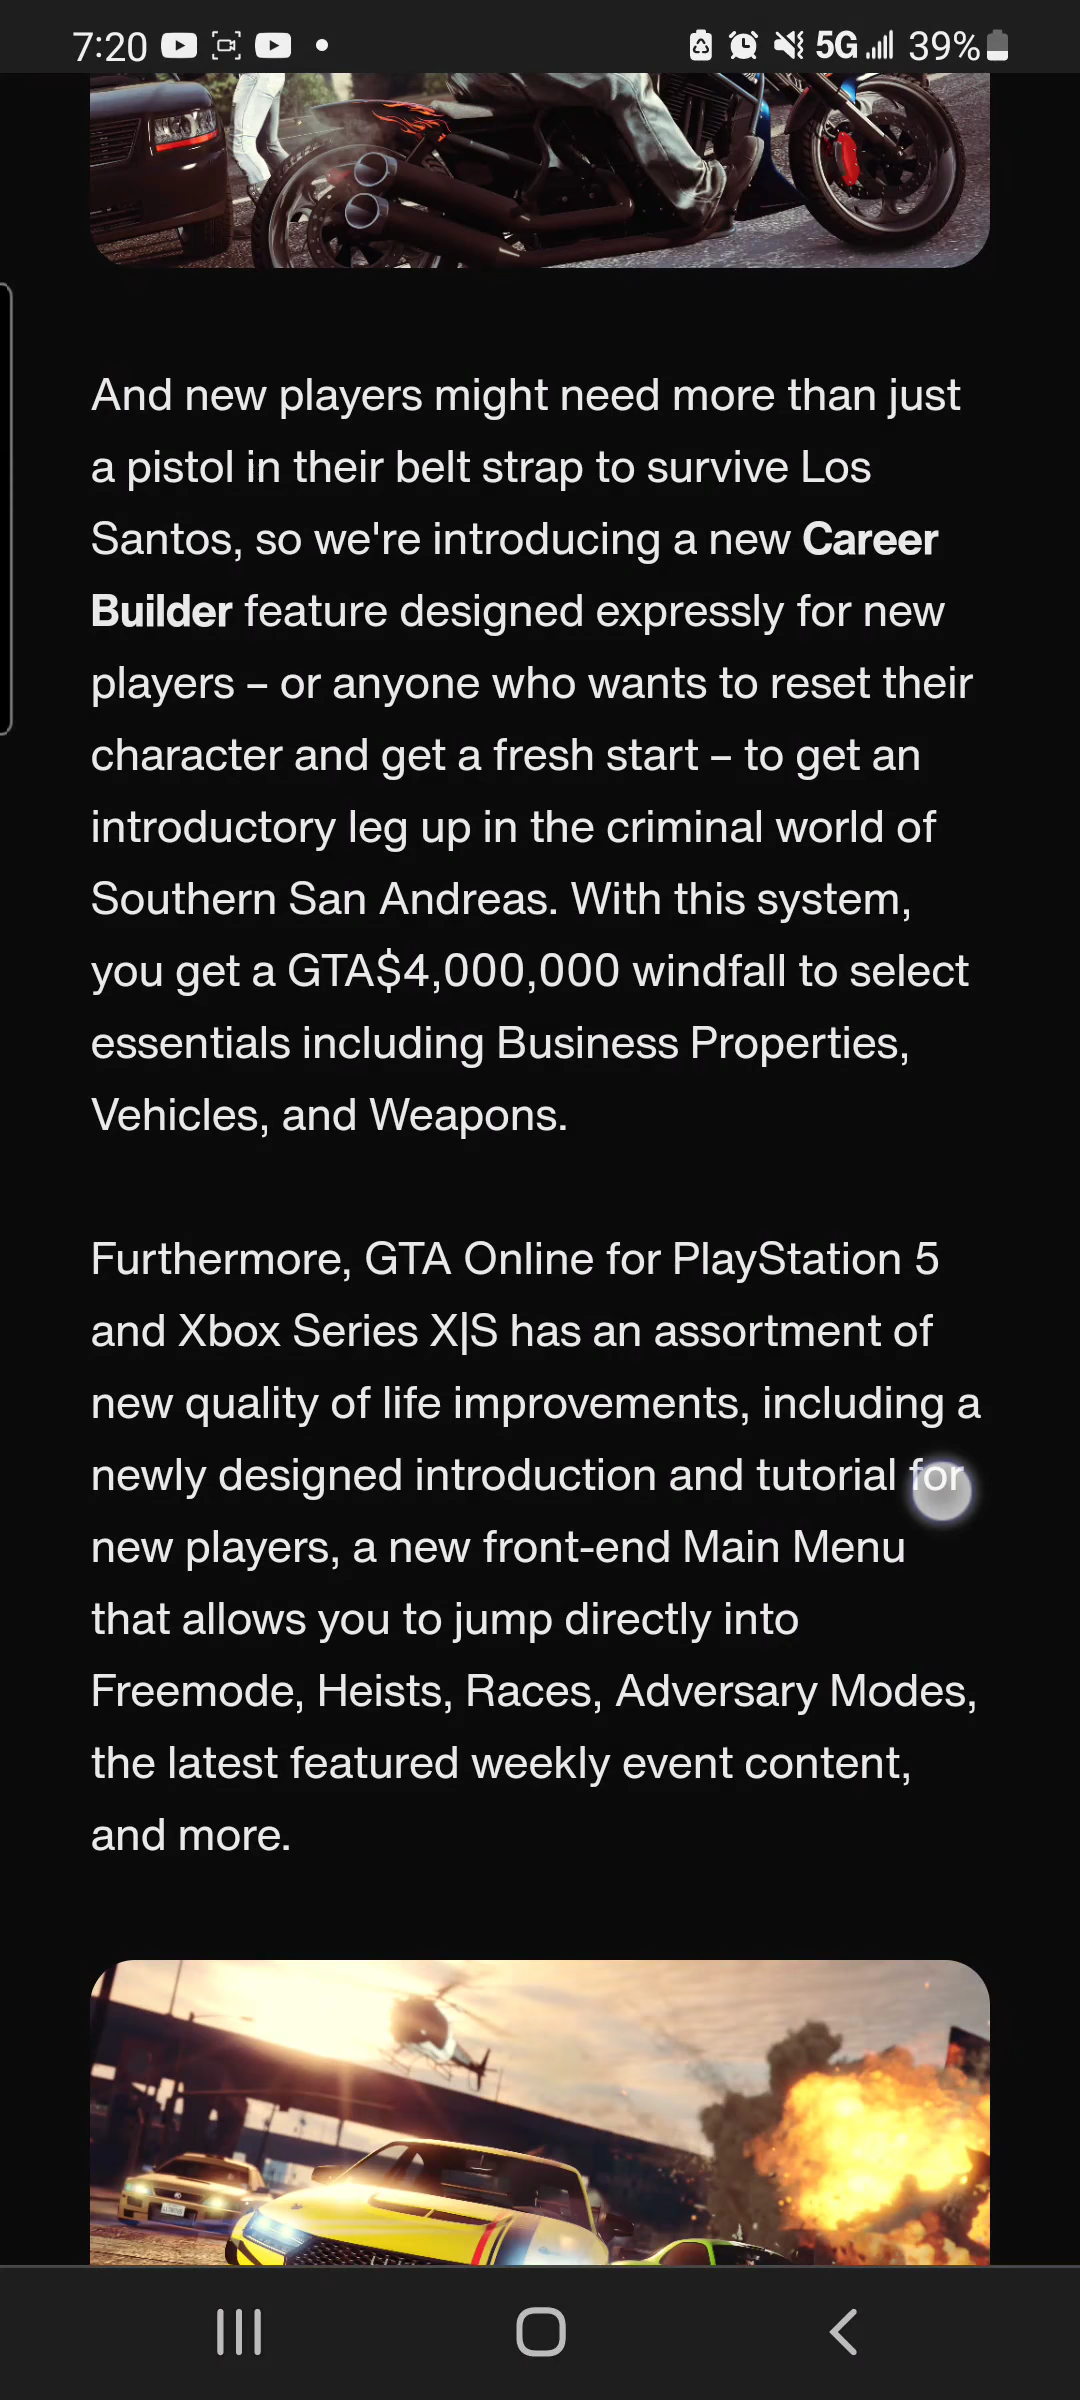 7:20
5G 39%
And new players might need more than just
a pistol in their belt strap to survive Los
Santos, so we're introducing a new Career
Builder feature designed expressly for new
players – or anyone who wants to reset their
character and get a fresh start – to get an
introductory leg up in the criminal world of
Southern San Andreas. With this system,
you get a GTA$4,000,000 windfall to select
essentials including Business Properties,
Vehicles, and Weapons.
Furthermore, GTA Online for PlayStation 5
and Xbox Series X|S has an assortment of
new quality of life improvements, including a
newly designed introduction and tutorial for
new players, a new front-end Main Menu
that allows you to jump directly into
Freemode, Heists, Races, Adversary Modes,
the latest featured weekly event content,
and more.